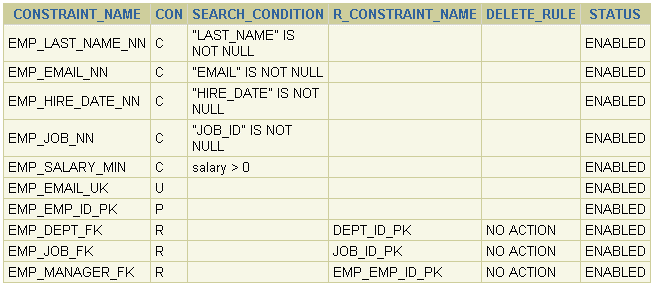 CONSTRAINT_NAME CON SEARCH_CONDITION R_CONSTRAINT_NAME DELETE_RULE STATUS
EMP_LAST_NAME_NN C "LAST_NAME" IS ENABLED
NOT NULL
EMP_EMAIL_NN C "EMAIL" IS NOT NULL ENABLED
EMP_HIRE_DATE_NN C "HIRE_DATE" IS NOT ENABLED
NULL
EMP_JOB_NN C "JOB_ID" IS NOT ENABLED
NULL
EMP_SALARY_MIN C salary > 0 ENABLED
EMP_EMAIL_UK U ENABLED
EMP_EMP_ID_PK P ENABLED
EMP_DEPT_FK R DEPT_ID_PK NO ACTION ENABLED
EMP_JOB_FK R JOB_ID_PK NO ACTION ENABLED
EMP_MANAGER_FK R EMP_EMP_ID_PK NO ACTION ENABLED